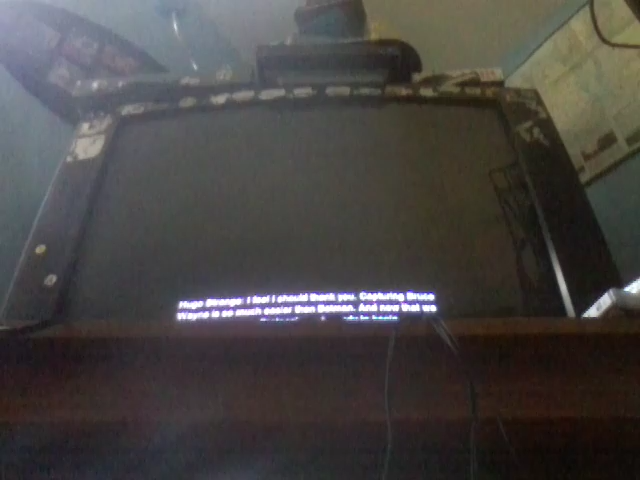 Hugo Strange: I feel I should thank you. Capturing Bruce
Wayne is so much easier than Batman. And now that we